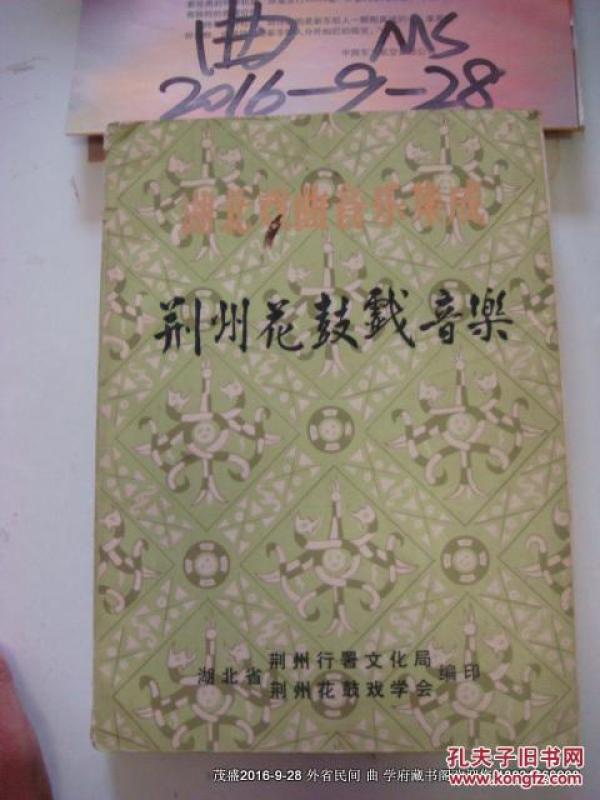 曲 MS
2016-9-28
湖北戏曲音乐集成
荆州花鼓戏音樂
湖北省 荆州行署文化局 编印
荆州花鼓戏学会
茂盛2016-9-28 外省民间 曲 学府藏书阁
孔夫子旧书网